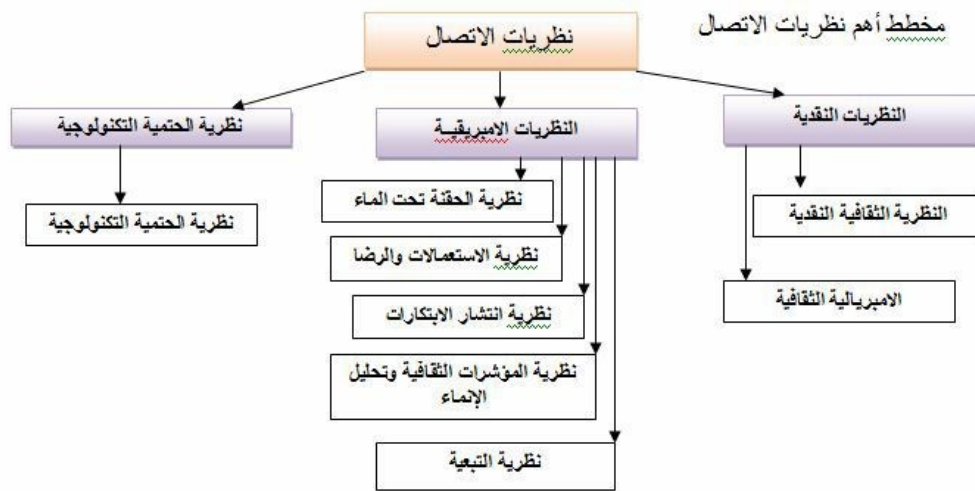 مخطط أهم نظريات الاتصال
نظريات الاتصال
النظريات النقدية
النظريات الامبريقيـة
نظرية الحتمية التكنولوجية
النظرية الثقافية النقدية
الامبريالية الثقافية
نظرية الحقنة تحت الماء
نظرية الاستعمالات والرضا
نظرية انتشار الابتكارات
نظرية المؤشرات الثقافية وتحليل
الإنماء
نظرية التبعية
نظرية الحتمية التكنولوجية